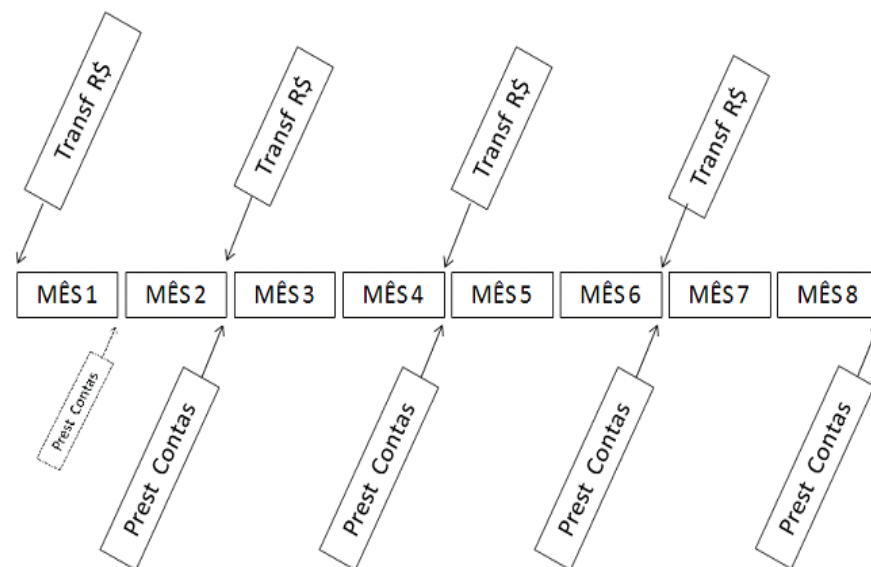 Transf R$
Transf R$
Transf R$
Transf R$
MÊS 1
MÊS 2
MÊS 3
MÊS 4
MÊS 5
MÊS 6
MÊS 7
MÊS 8
Prest Contas
Prest Contas
Prest Contas
Prest Contas
Prest Contas